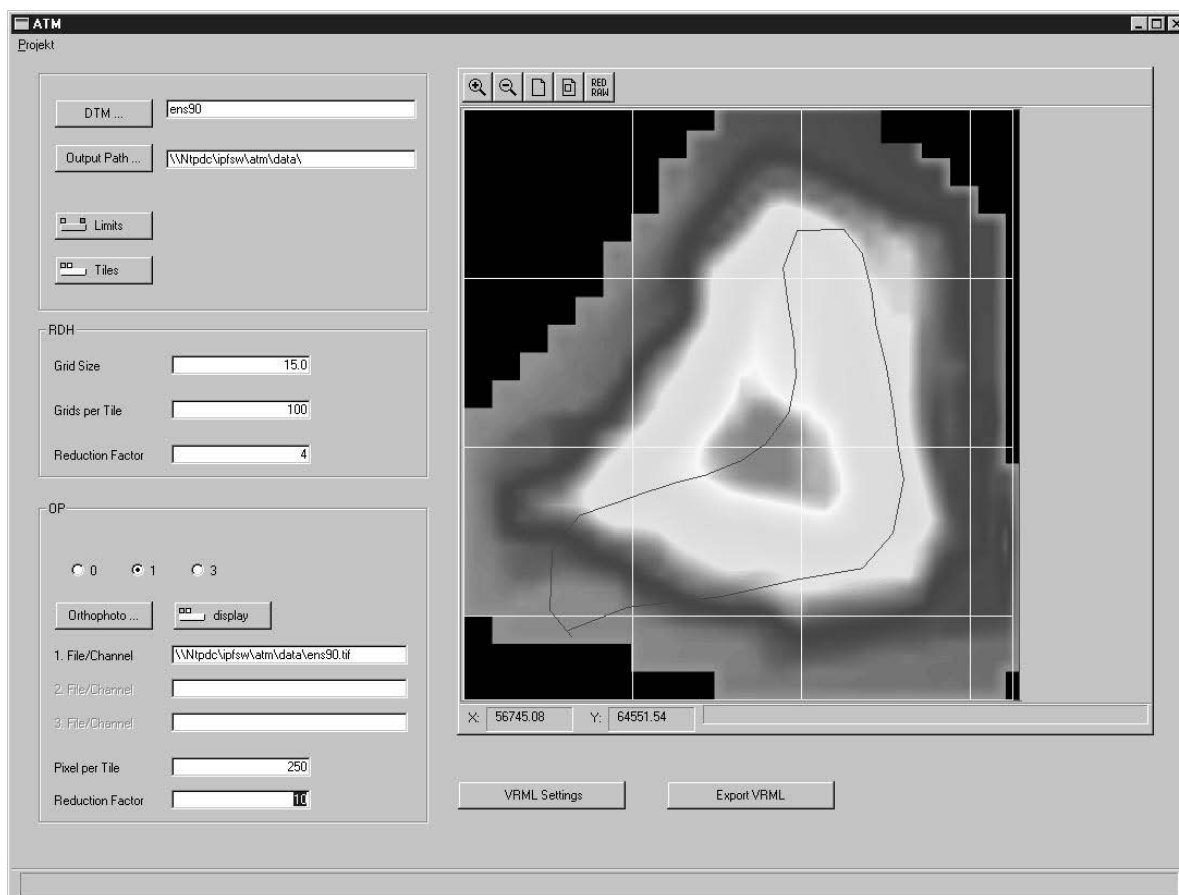 ATM
Projekt
DTM ...
ens90
Output Path ...
\\Ntpdc\ipfsw\atm\data\
Limits
Tiles
RDH
Grid Size
15.0
Grids per Tile
100
Reduction Factor
4
OP
0
1
3
Orthophoto ...
display
1. File/Channel
\\Ntpdc\ipfsw\atm\data\ens90.tif
2. File/Channel
3. File/Channel
Pixel per Tile
250
Reduction Factor
10
RED
RAW
X: 56745.08 Y: 64551.54
VRML Settings
Export VRML